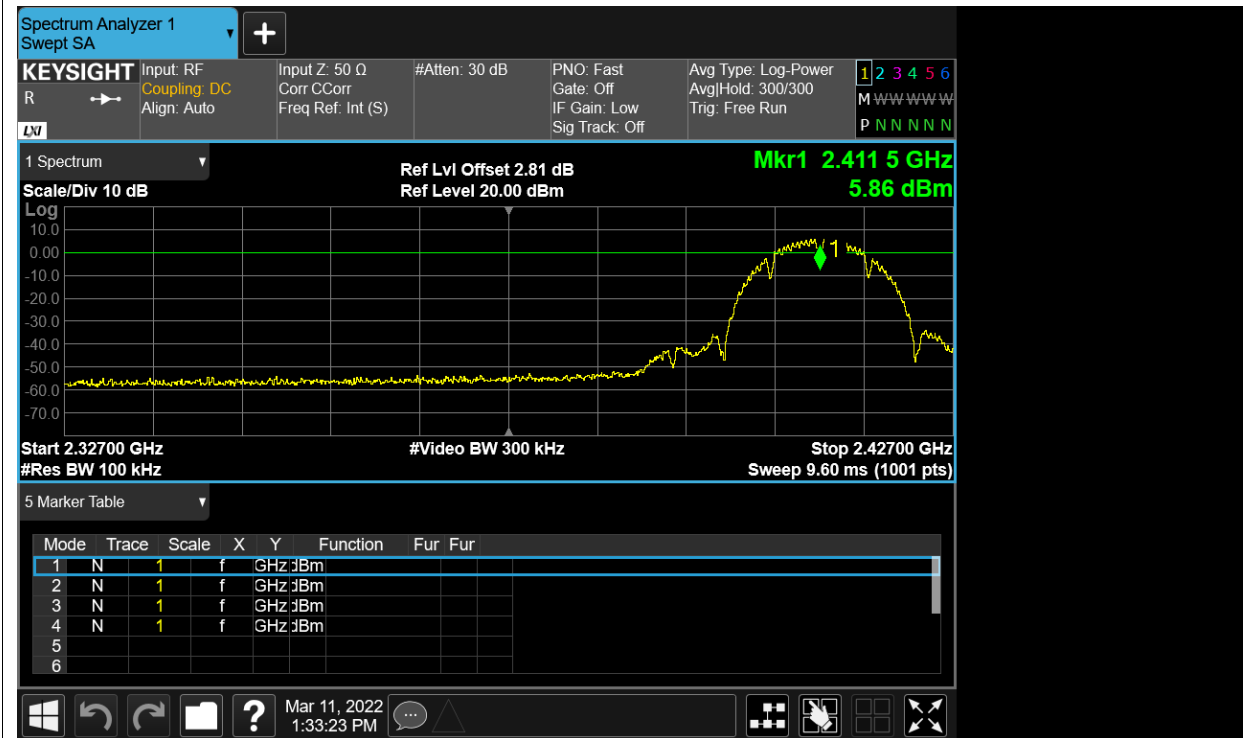 Spectrum Analyzer 1
Swept SA
KEYSIGHT
R
LXI
Input: RF
Coupling: DC
Align: Auto
Input Z: 50 Ω
Corr CCorr
Freq Ref: Int (S)
#Atten: 30 dB
PNO: Fast
Gate: Off
IF Gain: Low
Sig Track: Off
Avg Type: Log-Power
Avg|Hold: 300/300
Trig: Free Run
1 2 3 4 5 6
M W W W W W
P N N N N N
1 Spectrum
Scale/Div 10 dB
Ref Lvl Offset 2.81 dB
Ref Level 20.00 dBm
Mkr1 2.411 5 GHz
5.86 dBm
Log
10.0
0.00
-10.0
-20.0
-30.0
-40.0
-50.0
-60.0
-70.0
1
Start 2.32700 GHz
#Res BW 100 kHz
#Video BW 300 kHz
Stop 2.42700 GHz
Sweep 9.60 ms (1001 pts)
5 Marker Table
Mode Trace Scale X Y Function Fur Fur
1 N 1 f GHz dBm
2 N 1 f GHz dBm
3 N 1 f GHz dBm
4 N 1 f GHz dBm
5
6
?
Mar 11, 2022
1:33:23 PM